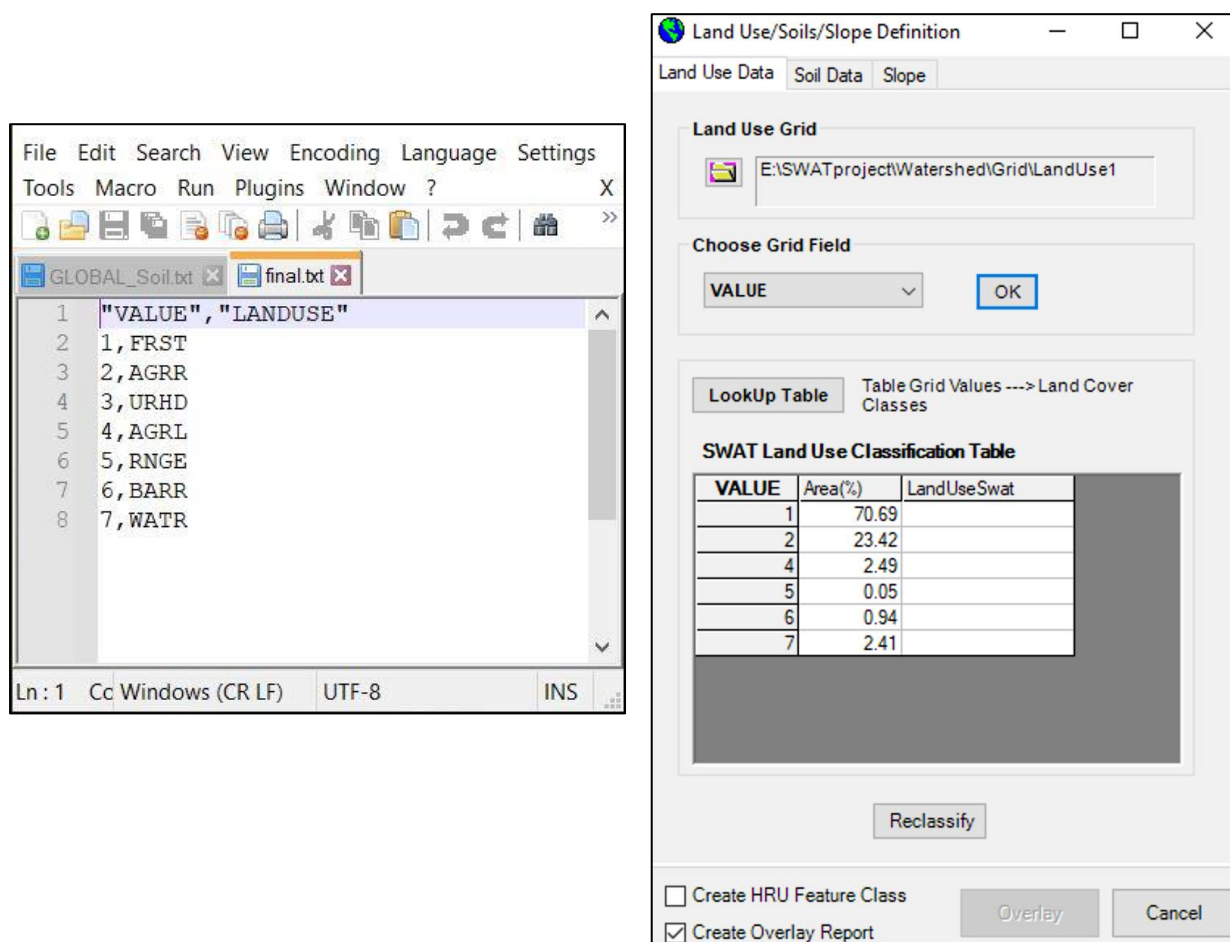 File Edit Search View Encoding Language Settings
Tools Macro Run Plugins Window ? X
GLOBAL_Soil.txt final.txt
1 "VALUE","LANDUSE"
2 1,FRST
3 2,AGRR
4 3,URHD
5 4,AGRL
6 5,RNGE
7 6,BARR
8 7,WATR
Ln : 1 Cc Windows (CR LF) UTF-8 INS
Land Use/Soils/Slope Definition
Land Use Data Soil Data Slope
Land Use Grid
E:\SWATproject\Watershed\Grid\LandUse1
Choose Grid Field
VALUE OK
LookUp Table Table Grid Values ---> Land Cover
Classes
SWAT Land Use Classification Table
VALUE Area(%) LandUseSwat
1 70.69
2 23.42
4 2.49
5 0.05
6 0.94
7 2.41
Reclassify
Create HRU Feature Class
Create Overlay Report
Overlay Cancel